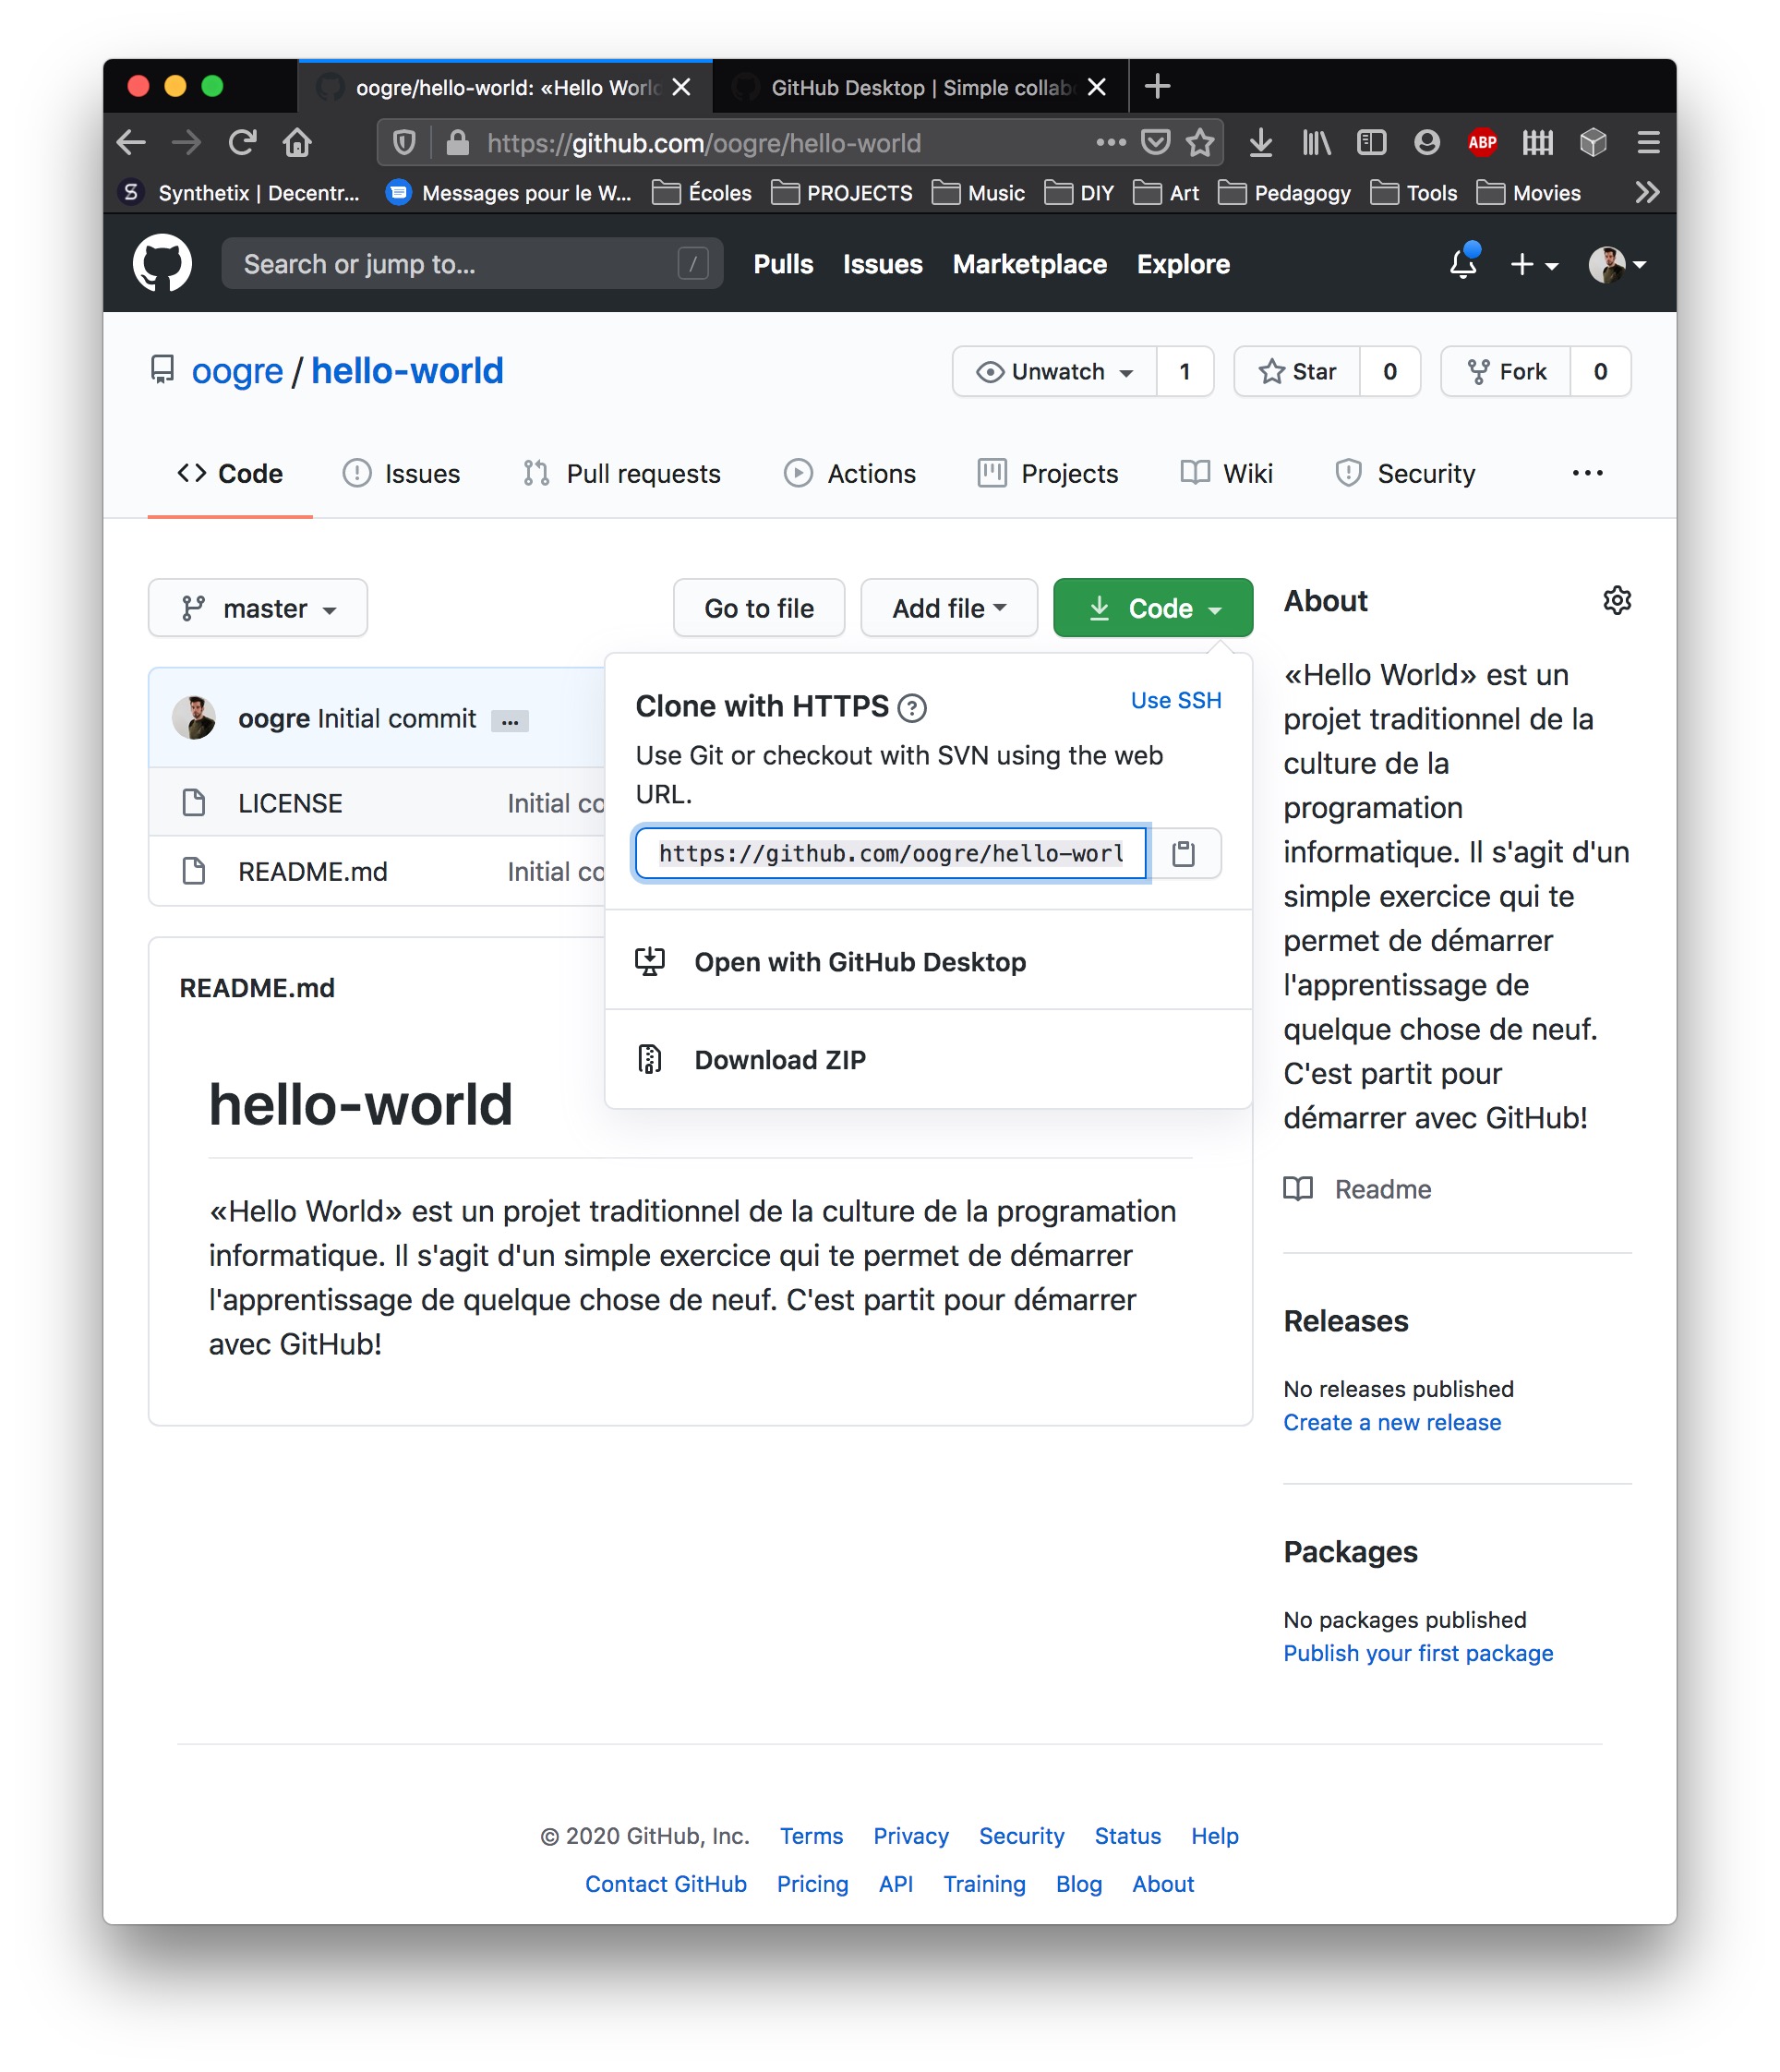 oogre/hello-world: «Hello Worl
GitHub Desktop | Simple collab
https://github.com/oogre/hello-world
ABP
S Synthetix | Decentr... Messages pour le W... Écoles PROJECTS Music DIY Art Pedagogy Tools Movies
Search or jump to... / Pulls Issues Marketplace Explore
oogre / hello-world Unwatch 1 Star 0 Fork 0
Code Issues Pull requests Actions Projects Wiki Security ...
master Go to file Add file Code
oogre Initial commit ...
LICENSE Initial co
README.md Initial co
Clone with HTTPS ? Use SSH
Use Git or checkout with SVN using the web
URL.
https://github.com/oogre/hello-worl
Open with GitHub Desktop
Download ZIP
README.md
hello-world
«Hello World» est un projet traditionnel de la culture de la programation
informatique. Il s'agit d'un simple exercice qui te permet de démarrer
l'apprentissage de quelque chose de neuf. C'est partit pour démarrer
avec GitHub!
About
«Hello World» est un
projet traditionnel de la
culture de la
programation
informatique. Il s'agit d'un
simple exercice qui te
permet de démarrer
l'apprentissage de
quelque chose de neuf.
C'est partit pour
démarrer avec GitHub!
Readme
Releases
No releases published
Create a new release
Packages
No packages published
Publish your first package
© 2020 GitHub, Inc. Terms Privacy Security Status Help
Contact GitHub Pricing API Training Blog About